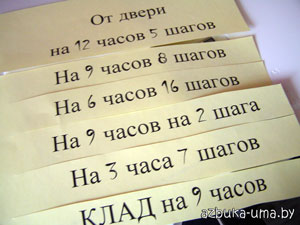 От двери
на 12 часов 5 шагов
На 9 часов 8 шагов
На 6 часов 16 шагов
На 9 часов на 2 шага
На 3 часа 7 шагов
КЛАД на 9 часов
azbuka-uma.by